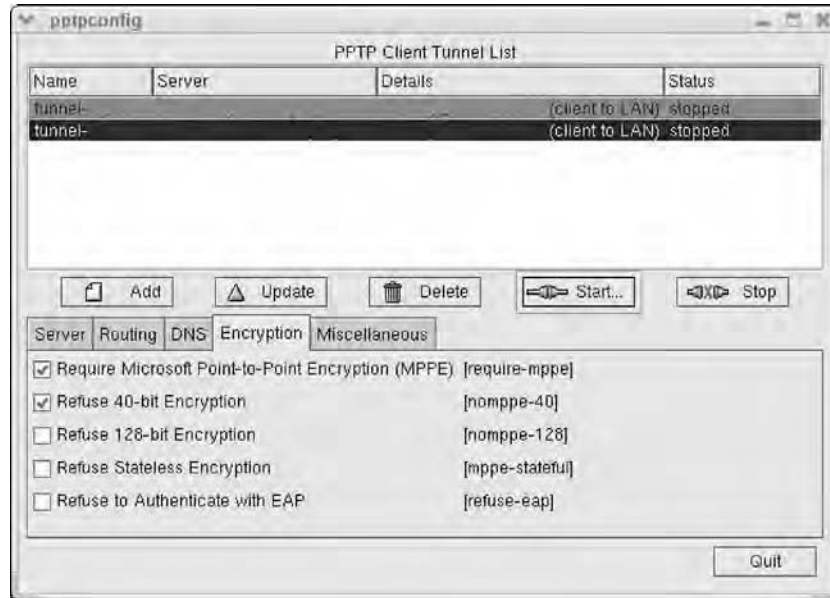 pptpconfig
PPTP Client Tunnel List
Name Server Details Status
tunnel- (client to LAN) stopped
tunnel- (client to LAN) stopped
Add Update Delete Start... Stop
Server Routing DNS Encryption Miscellaneous
Require Microsoft Point-to-Point Encryption (MPPE) [require-mppe]
Refuse 40-bit Encryption [nomppe-40]
Refuse 128-bit Encryption [nomppe-128]
Refuse Stateless Encryption [mppe-stateful]
Refuse to Authenticate with EAP [refuse-eap]
Quit